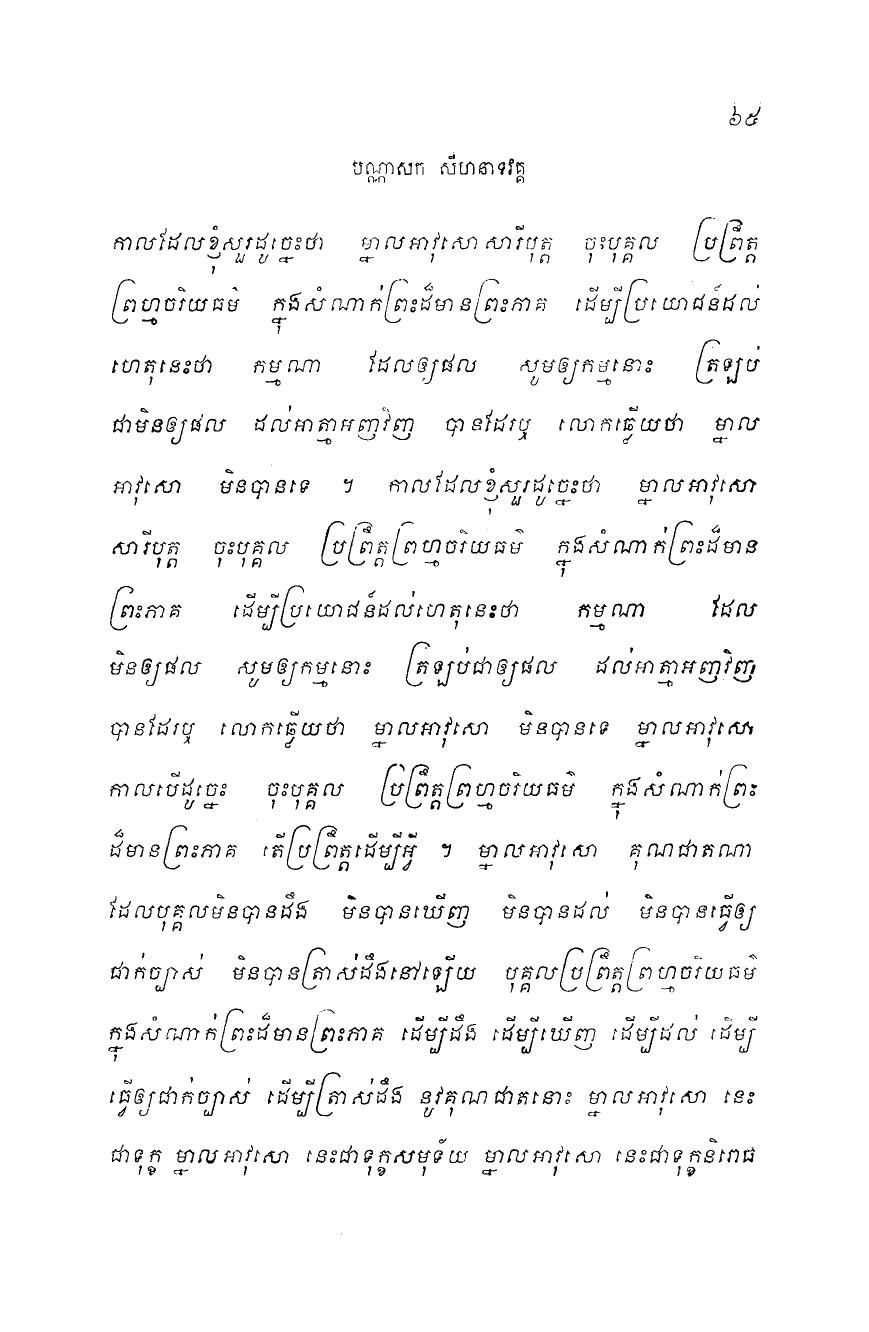 ៦៥
បណ្ណាសក សីហនាទវគ្គ
កាលដែលខ្ញុំសួរដូច្នេះថា ម្នាលអាវុសោសារីបុត្ត ចុះបុគ្គល ប្រព្រឹត្ត
ព្រហ្មចរិយធម៌ ក្នុងសំណាក់ព្រះដ៏មានព្រះភាគ ដើម្បីប្រយោជន៍ដល់
ហេតុនេះថា កម្មណា ដែលឲ្យផល សូមឲ្យកម្មនោះ ត្រឡប់
ជាមិនឲ្យផល ដល់អាត្មាអញវិញ បានដែរឬ លោកឆ្លើយថា ម្នាល
អាវុសោ មិនបានទេ ។ កាលដែលខ្ញុំសួរដូច្នេះថា ម្នាលអាវុសោ
សារីបុត្ត ចុះបុគ្គល ប្រព្រឹត្តព្រហ្មចរិយធម៌ ក្នុងសំណាក់ព្រះដ៏មាន
ព្រះភាគ ដើម្បីប្រយោជន៍ដល់ហេតុនេះថា កម្មណា ដែល
មិនឲ្យផល សូមឲ្យកម្មនោះ ត្រឡប់ជាឲ្យផល ដល់អាត្មាអញវិញ
បានដែរឬ លោកឆ្លើយថា ម្នាលអាវុសោ មិនបានទេ ម្នាលអាវុសោ
កាលបើដូច្នេះ ចុះបុគ្គល ប្រព្រឹត្តព្រហ្មចរិយធម៌ ក្នុងសំណាក់ព្រះ
ដ៏មានព្រះភាគ តើប្រព្រឹត្តដើម្បីអ្វី ។ ម្នាលអាវុសោ គុណជាតណា
ដែលបុគ្គលមិនបានដឹង មិនបានឃើញ មិនបានដល់ មិនបានធ្វើឲ្យ
ជាក់ច្បាស់ មិនបានត្រាស់ដឹងនៅឡើយ បុគ្គលប្រព្រឹត្តព្រហ្មចរិយធម៌
ក្នុងសំណាក់ព្រះដ៏មានព្រះភាគ ដើម្បីដឹង ដើម្បីឃើញ ដើម្បីដល់ ដើម្បី
ធ្វើឲ្យជាក់ច្បាស់ ដើម្បីត្រាស់ដឹង នូវគុណជាតនោះ ម្នាលអាវុសោ នេះ
ជាទុក្ខ ម្នាលអាវុសោ នេះជាទុក្ខសមុទ័យ ម្នាលអាវុសោ នេះជាទុក្ខនិរោធ